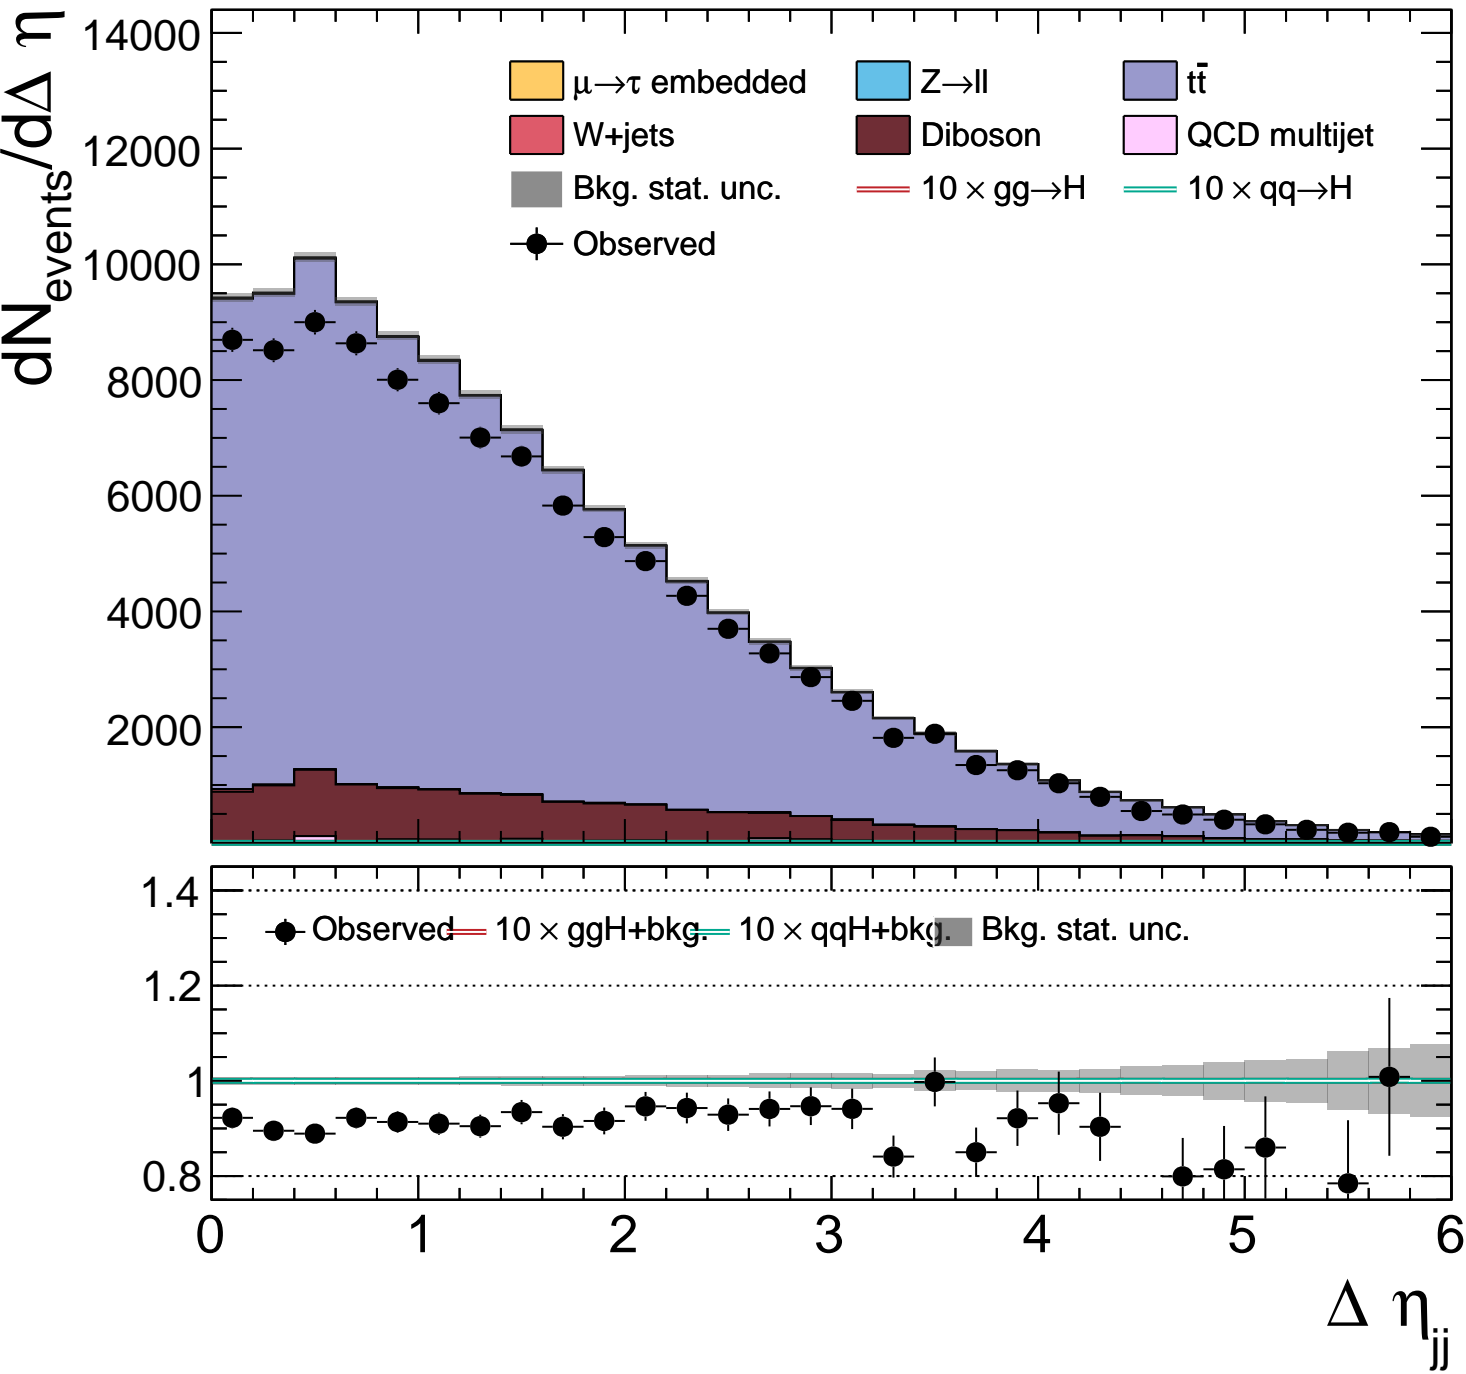 dN_events/dΔ η
14000
12000
10000
8000
6000
4000
2000
μ→τ embedded Z→ll tt̄
W+jets Diboson QCD multijet
Bkg. stat. unc. 10 × gg→H 10 × qq→H
Observed
1.4
1.2
1
0.8
Observed 10 × ggH+bkg. 10 × qqH+bkg. Bkg. stat. unc.
0 1 2 3 4 5 6
Δ η_jj